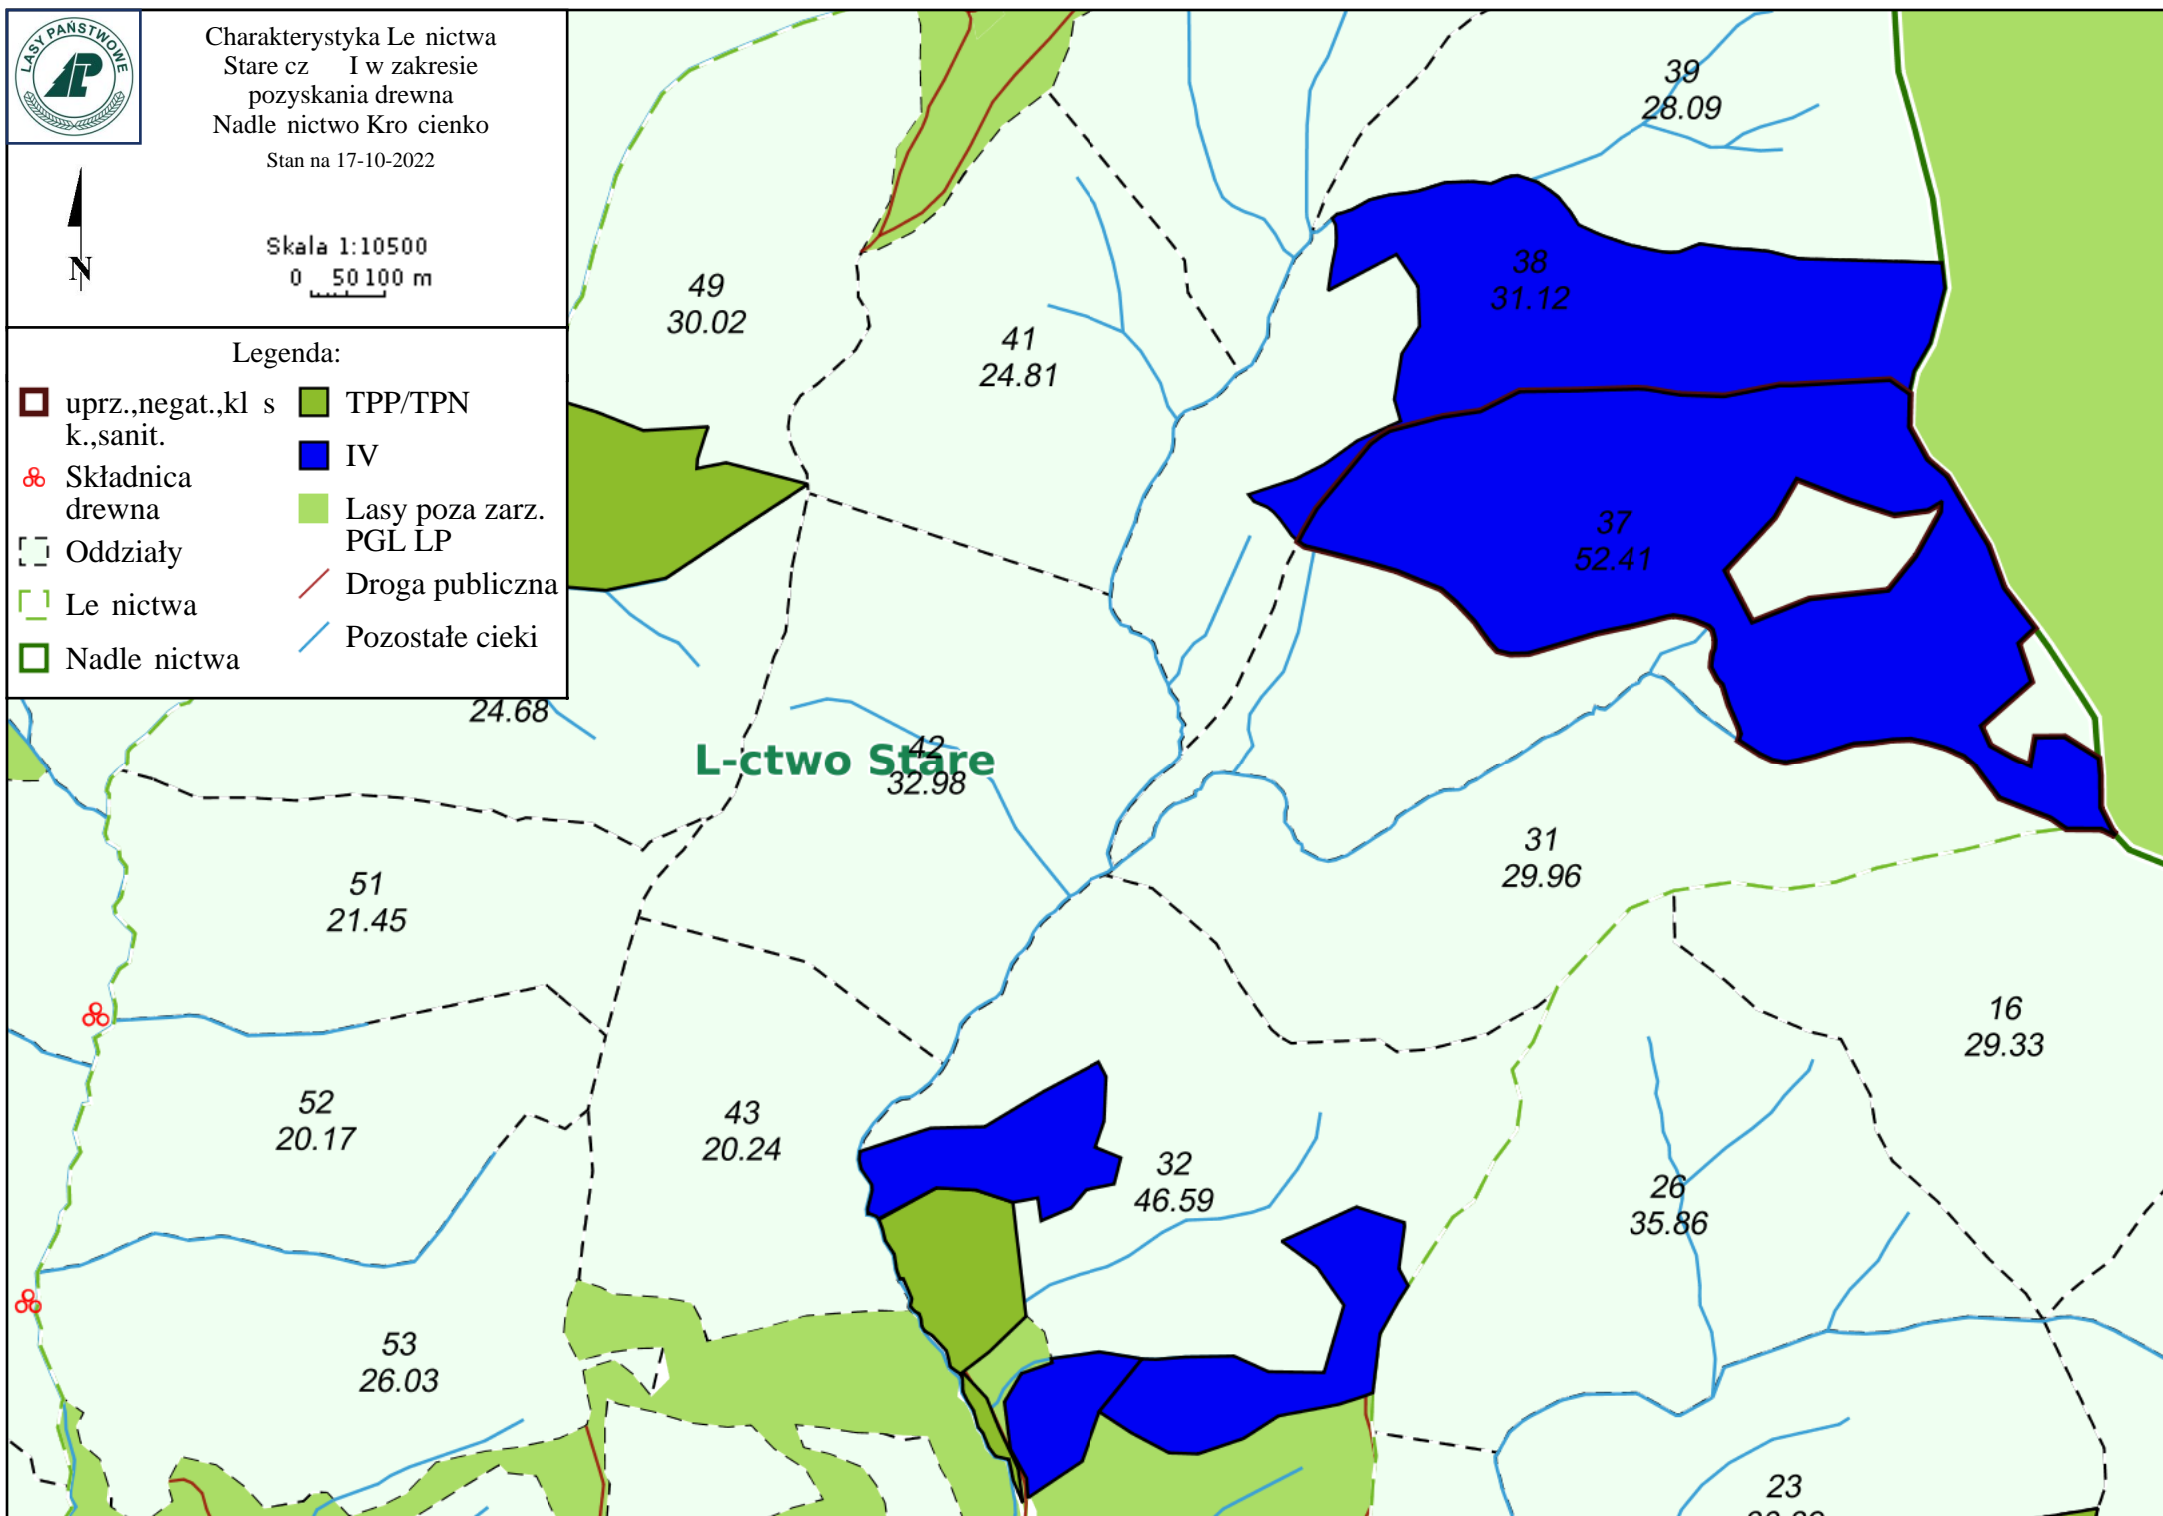 LASY PAŃSTWOWE
LP
Charakterystyka Le nictwa
Stare cz I w zakresie
pozyskania drewna
Nadle nictwo Kro cienko
Stan na 17-10-2022
N
Skala 1:10500
0 50 100 m
Legenda:
uprz.,negat.,kl s
k.,sanit.
Składnica
drewna
Oddziały
Le nictwa
Nadle nictwa
TPP/TPN
IV
Lasy poza zarz.
PGL LP
Droga publiczna
Pozostałe cieki
39
28.09
38
31.12
49
30.02
41
24.81
37
52.41
24.68
L-ctwo Stare
42
32.98
31
29.96
51
21.45
16
29.33
52
20.17
43
20.24
32
46.59
26
35.86
53
26.03
23